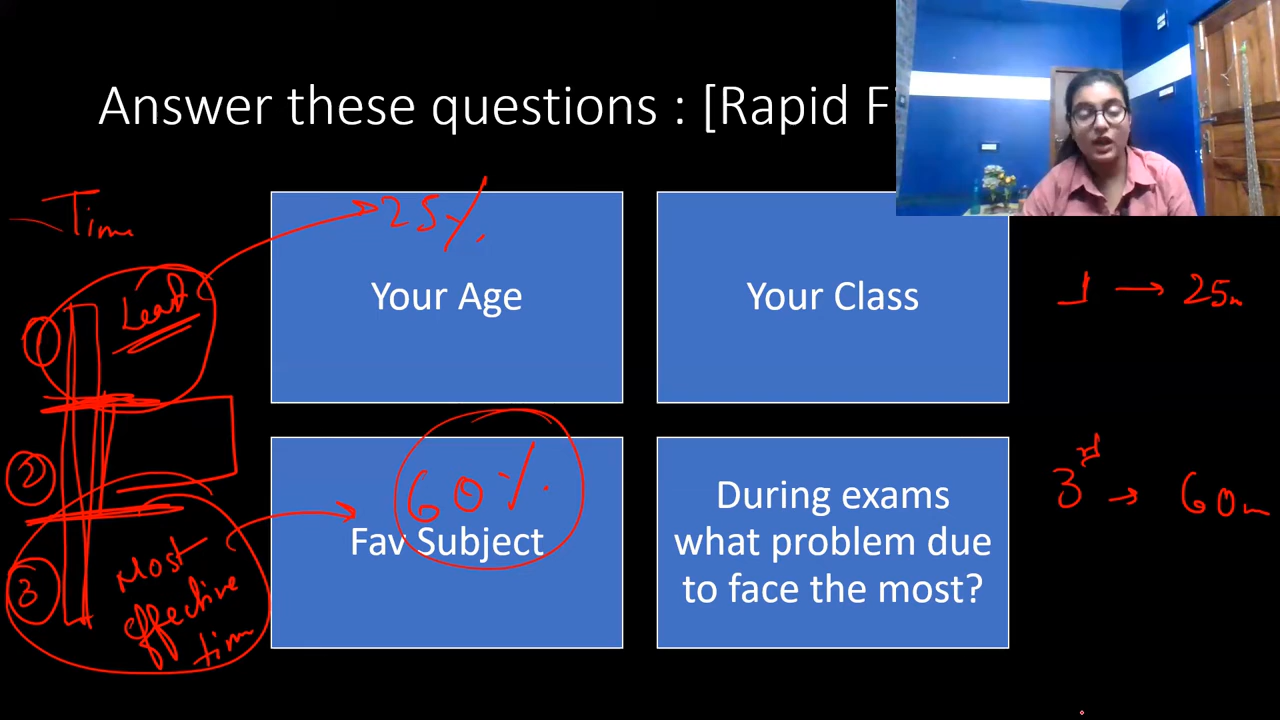 Answer these questions : [Rapid F
Time
25%
Your Age
Your Class
Least
1
1 → 25m
2
60%
Fav Subject
During exams
what problem due
to face the most?
3rd → 60m
3
Most
effective
time